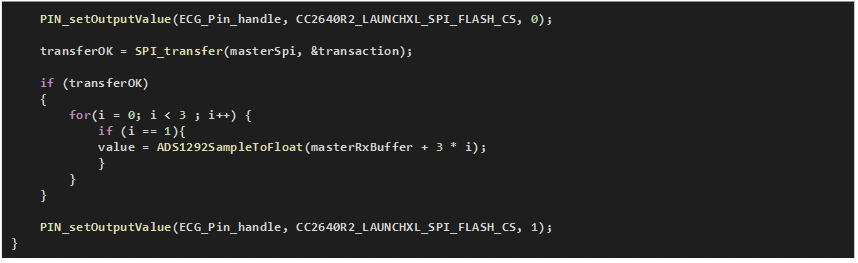 PIN_setOutputValue(ECG_Pin_handle, CC2640R2_LAUNCHXL_SPI_FLASH_CS, 0);
transferOK = SPI_transfer(masterSpi, &transaction);
if (transferOK)
{
for(i = 0; i < 3 ; i++) {
if (i == 1){
value = ADS1292SampleToFloat(masterRxBuffer + 3 * i);
}
}
}
PIN_setOutputValue(ECG_Pin_handle, CC2640R2_LAUNCHXL_SPI_FLASH_CS, 1);
}